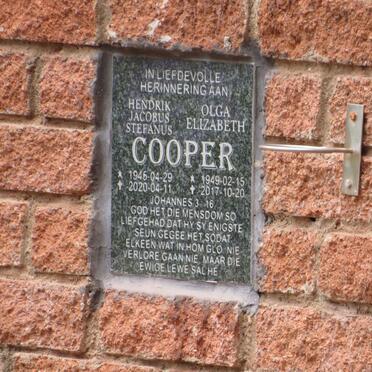 IN LIEFDEVOLLE
HERINNERING AAN
HENDRIK
JACOBUS
STEFANUS
OLGA
ELIZABETH
COOPER
* 1946-04-29
✝ 2020-04-11
* 1949-02-15
✝ 2017-10-20
JOHANNES 3 16
GOD HET DIE MENSDOM SO
LIEFGEHAD DAT HY SY ENIGSTE
SEUN GEGEE HET, SODAT
ELKEEN WAT IN HOM GLO, NIE
VERLORE GAAN NIE, MAAR DIE
EWIGE LEWE SAL HE